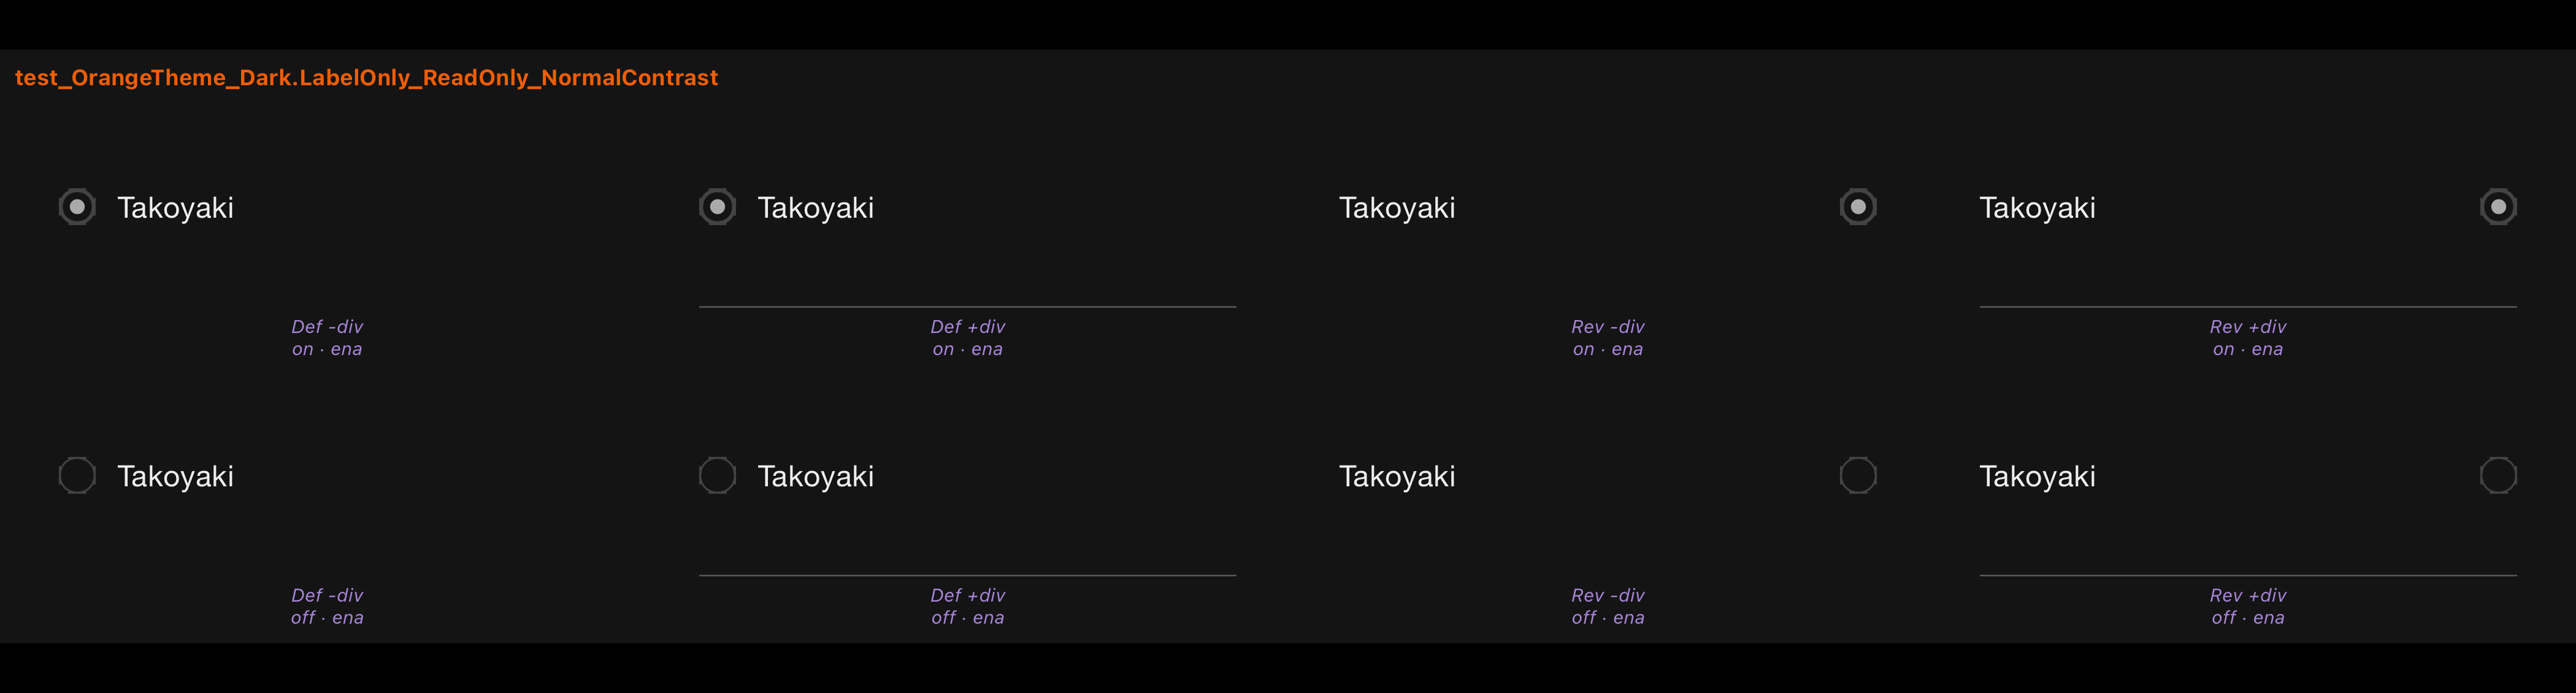 test_OrangeTheme_Dark.LabelOnly_ReadOnly_NormalContrast
Takoyaki
Takoyaki
Takoyaki
Takoyaki
Def -div
on · ena
Def +div
on · ena
Rev -div
on · ena
Rev +div
on · ena
Takoyaki
Takoyaki
Takoyaki
Takoyaki
Def -div
off · ena
Def +div
off · ena
Rev -div
off · ena
Rev +div
off · ena